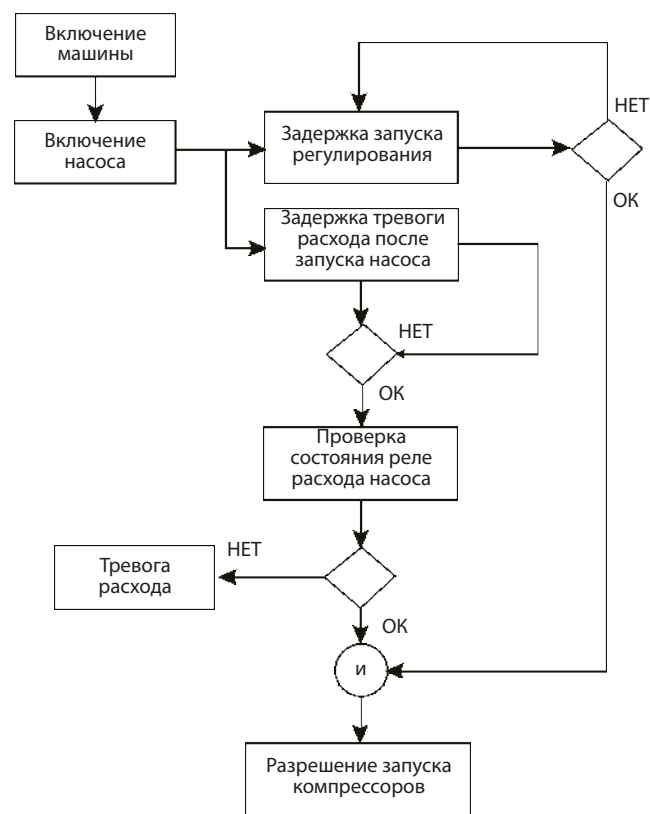 Включение
машины
НЕТ
Включение
насоса
Задержка запуска
регулирования
ОК
Задержка тревоги
расхода после
запуска насоса
НЕТ
ОК
Проверка
состояния реле
расхода насоса
НЕТ
Тревога
расхода
ОК
и
Разрешение запуска
компрессоров